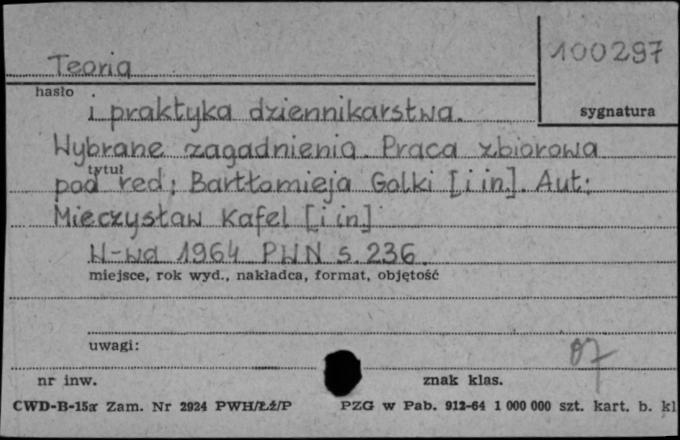 Teoria
100297
hasło
sygnatura
i praktyka dziennikarstwa.
Wybrane zagadnienia. Praca zbiorowa
tytuł
pod red; Bartłomieja Golki [i in]. Aut:
Mieczysław Kafel [i in]
W-wa 1964 PWN s. 236.
miejsce, rok wyd., nakładca, format, objętość
uwagi:
07
nr inw.
znak klas.
CWD-B-15a Zam. Nr 2924 PWH/Łź/P PZG w Pab. 912-64 1 000 000 szt. kart. b. kl